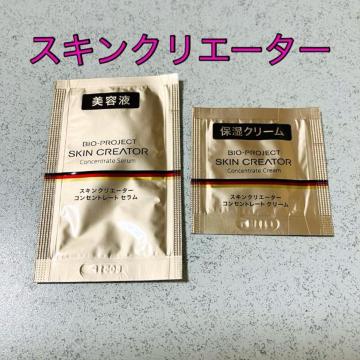 スキンクリエーター
美容液
BIO-PROJECT
SKIN CREATOR
Concentrate Serum
スキンクリエーター
コンセントレート セラム
保湿クリーム
BIO-PROJECT
SKIN CREATOR
Concentrate Cream
スキンクリエーター
コンセントレート クリーム